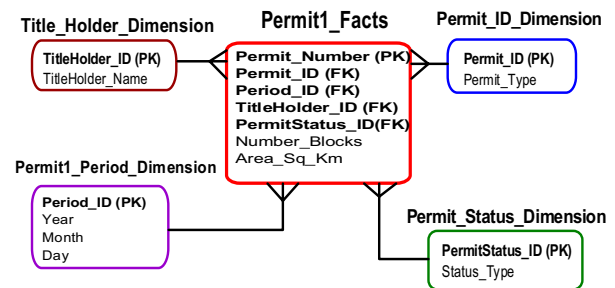 Title_Holder_Dimension
TitleHolder_ID (PK)
TitleHolder_Name
Permit1_Facts
Permit_Number (PK)
Permit_ID (FK)
Period_ID (FK)
TitleHolder_ID (FK)
PermitStatus_ID(FK)
Number_Blocks
Area_Sq_Km
Permit_ID_Dimension
Permit_ID (PK)
Permit_Type
Permit1_Period_Dimension
Period_ID (PK)
Year
Month
Day
Permit_Status_Dimension
PermitStatus_ID (PK)
Status_Type